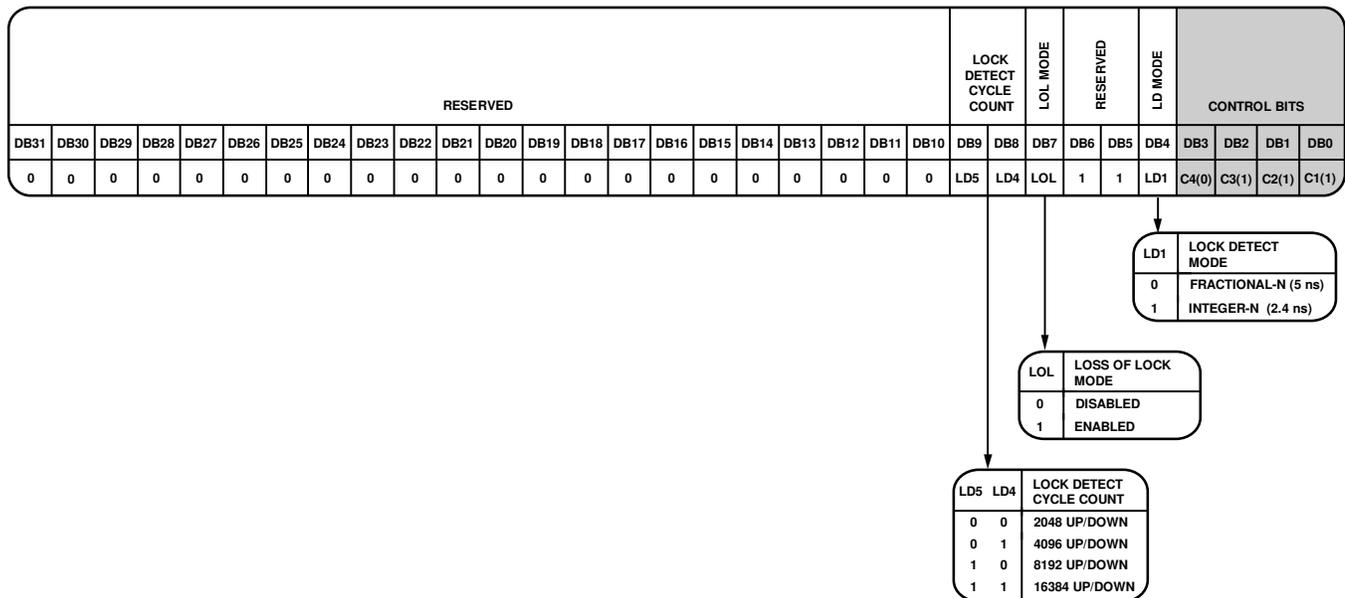 RESERVED
LOCK
DETECT
CYCLE
COUNT
LOL MODE
RESERVED
LD MODE
CONTROL BITS
DB31 DB30 DB29 DB28 DB27 DB26 DB25 DB24 DB23 DB22 DB21 DB20 DB19 DB18 DB17 DB16 DB15 DB14 DB13 DB12 DB11 DB10 DB9 DB8 DB7 DB6 DB5 DB4 DB3 DB2 DB1 DB0
0 0 0 0 0 0 0 0 0 0 0 0 0 0 0 0 0 0 0 0 0 0 LD5 LD4 LOL 1 1 LD1 C4(0) C3(1) C2(1) C1(1)
LD1 LOCK DETECT
MODE
0 FRACTIONAL-N (5 ns)
1 INTEGER-N (2.4 ns)
LOL LOSS OF LOCK
MODE
0 DISABLED
1 ENABLED
LD5 LD4 LOCK DETECT
CYCLE COUNT
0 0 2048 UP/DOWN
0 1 4096 UP/DOWN
1 0 8192 UP/DOWN
1 1 16384 UP/DOWN